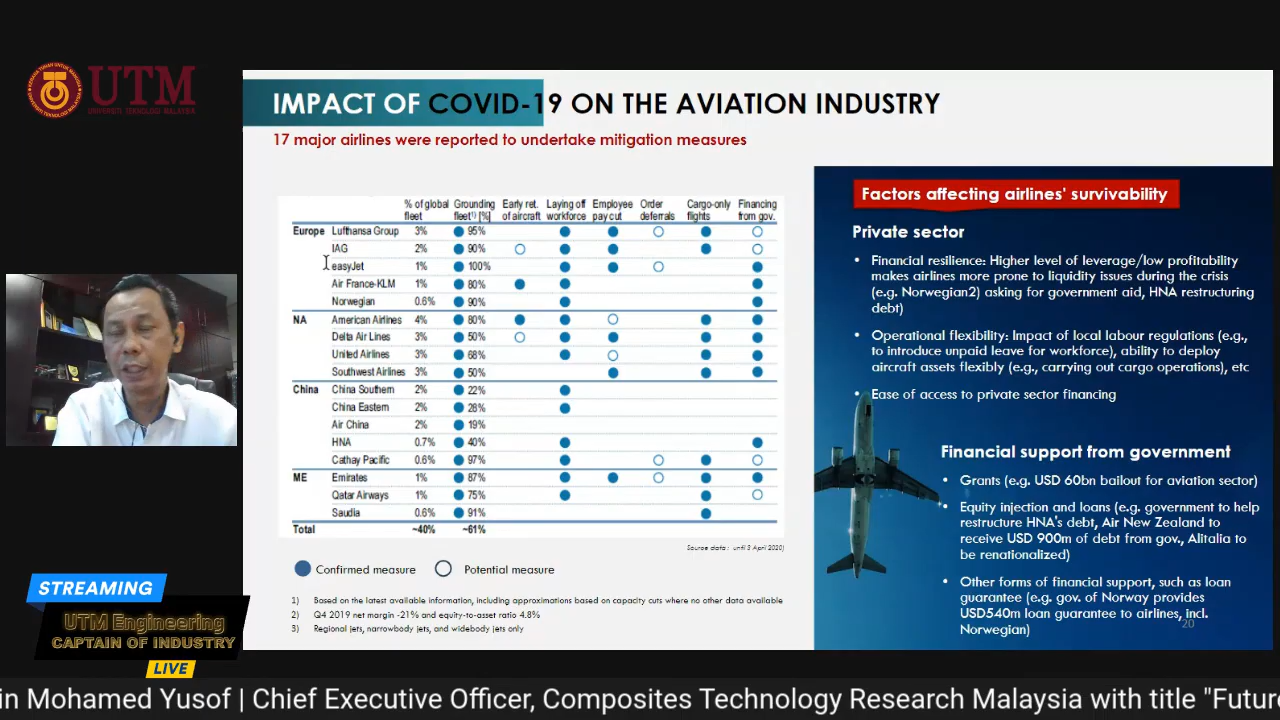 UTM
UNIVERSITI TEKNOLOGI MALAYSIA
IMPACT OF COVID-19 ON THE AVIATION INDUSTRY
17 major airlines were reported to undertake mitigation measures
% of global fleet Grounding fleet¹⁾ [%] Early ret. of aircraft Laying off workforce Employee pay cut Order deferrals Cargo-only flights Financing from gov.
Europe Lufthansa Group 3% 95%
IAG 2% 90%
easyJet 1% 100%
Air France-KLM 1% 80%
Norwegian 0.6% 90%
NA American Airlines 4% 80%
Delta Air Lines 3% 50%
United Airlines 3% 68%
Southwest Airlines 3% 50%
China China Southern 2% 22%
China Eastern 2% 28%
Air China 2% 19%
HNA 0.7% 40%
Cathay Pacific 0.6% 97%
ME Emirates 1% 87%
Qatar Airways 1% 75%
Saudia 0.6% 91%
Total ~40% ~61%
Source data : until 3 April 2020)
Confirmed measure Potential measure
1) Based on the latest available information, including approximations based on capacity cuts where no other data available
2) Q4 2019 net margin -21% and equity-to-asset ratio 4.8%
3) Regional jets, narrowbody jets, and widebody jets only
Factors affecting airlines' survivability
Private sector
• Financial resilience: Higher level of leverage/low profitability
makes airlines more prone to liquidity issues during the crisis
(e.g. Norwegian2) asking for government aid, HNA restructuring
debt)
• Operational flexibility: Impact of local labour regulations (e.g.,
to introduce unpaid leave for workforce), ability to deploy
aircraft assets flexibly (e.g., carrying out cargo operations), etc
• Ease of access to private sector financing
Financial support from government
• Grants (e.g. USD 60bn bailout for aviation sector)
• Equity injection and loans (e.g. government to help
restructure HNA's debt, Air New Zealand to
receive USD 900m of debt from gov., Alitalia to
be renationalized)
• Other forms of financial support, such as loan
guarantee (e.g. gov. of Norway provides
USD540m loan guarantee to airlines, incl.
Norwegian)
20
STREAMING
UTM Engineering
CAPTAIN OF INDUSTRY
LIVE
in Mohamed Yusof | Chief Executive Officer, Composites Technology Research Malaysia with title "Futur